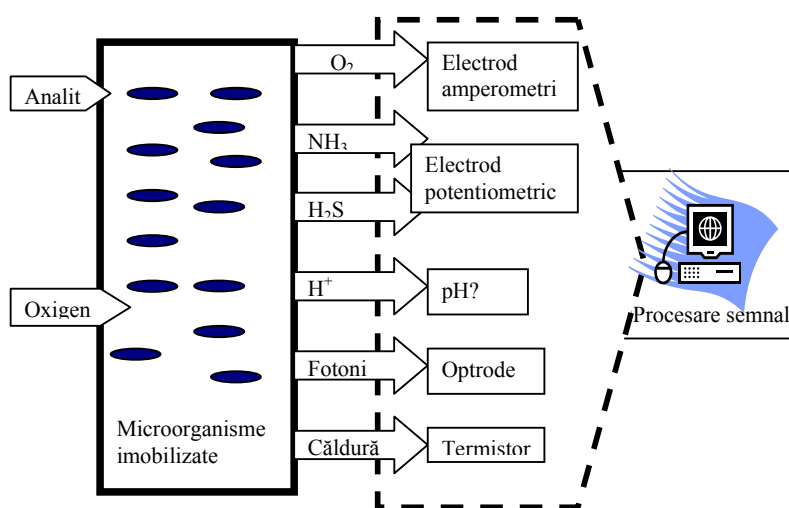 Analit
Oxigen
Microorganisme
imobilizate
O₂
NH₃
H₂S
H⁺
Fotoni
Căldură
Electrod
amperometri
Electrod
potentiometric
pH?
Optrode
Termistor
Procesare semnal